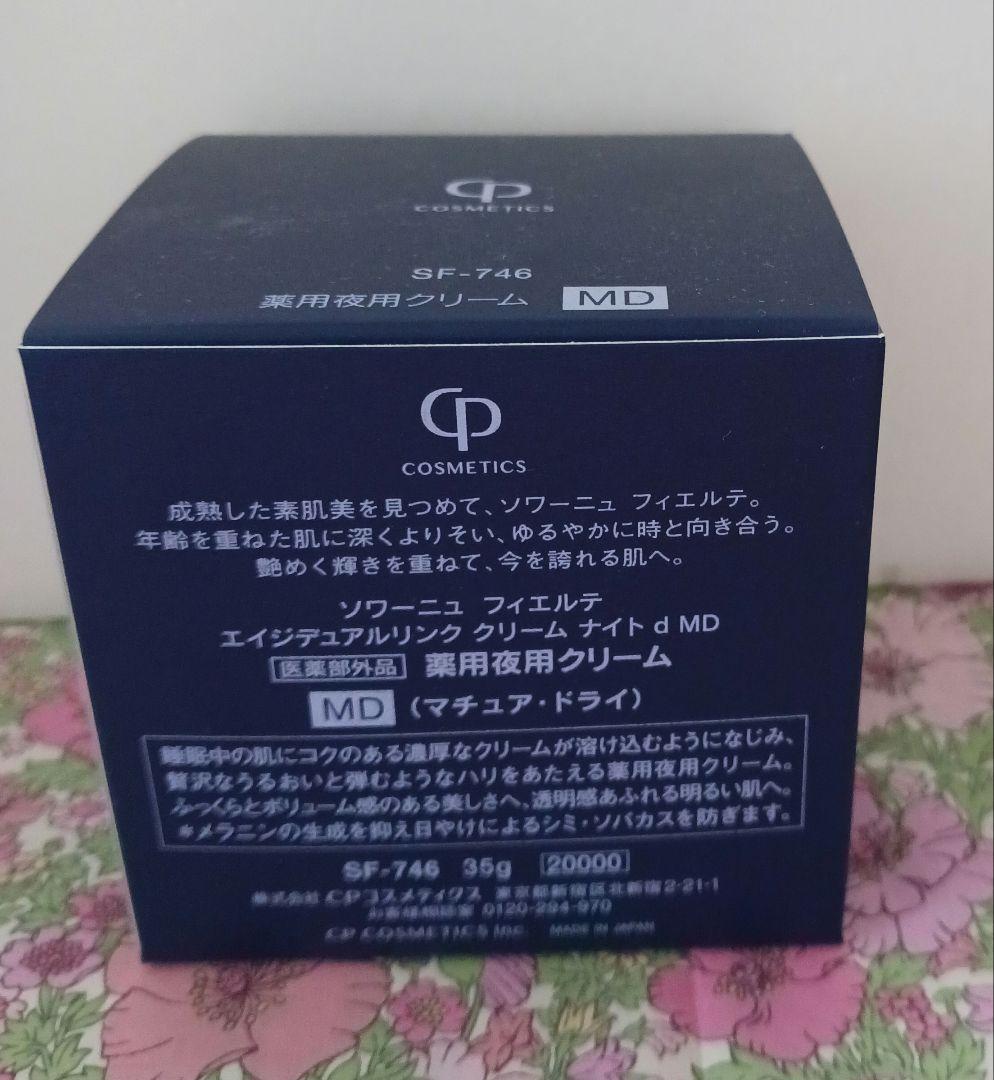 CP
COSMETICS
SF-746
薬用夜用クリーム MD
CP
COSMETICS
成熟した素肌美を見つめて、ソワーニュ フィエルテ。
年齢を重ねた肌に深くよりそい、ゆるやかに時と向き合う。
艶めく輝きを重ねて、今を誇れる肌へ。
ソワーニュ フィエルテ
エイジデュアルリンク クリーム ナイト d MD
医薬部外品 薬用夜用クリーム
MD (マチュア・ドライ)
睡眠中の肌にコクのある濃厚なクリームが溶け込むようになじみ、
贅沢なうるおいと弾むようなハリをあたえる薬用夜用クリーム。
ふっくらとボリューム感のある美しさへ、透明感あふれる明るい肌へ。
*メラニンの生成を抑え日やけによるシミ・ソバカスを防ぎます。
SF-746 35g 20000
株式会社 CPコスメティクス 東京都新宿区北新宿2-21-1
お客様相談室 0120-294-970
CP COSMETICS Inc. MADE IN JAPAN